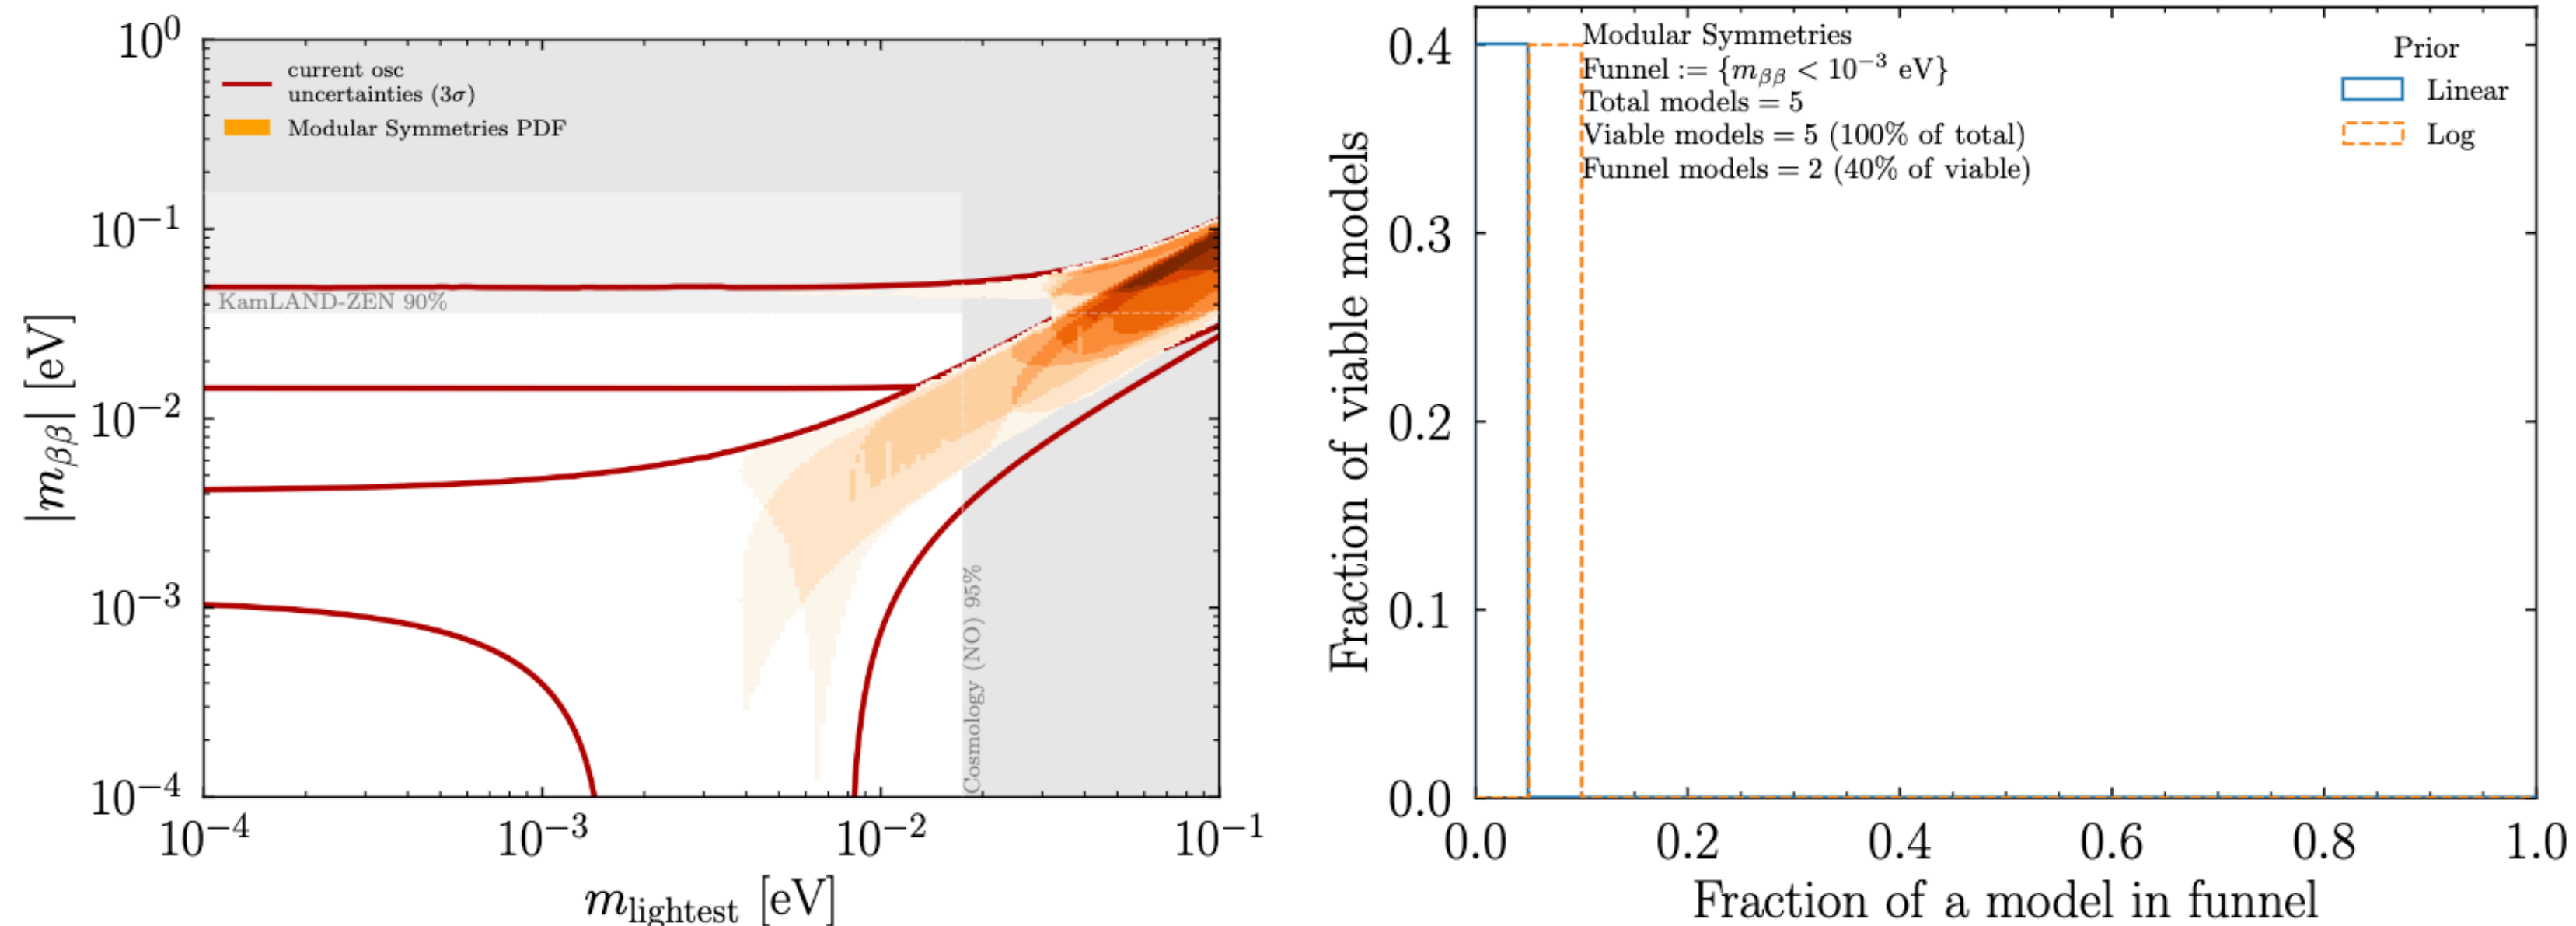 10⁰
10⁻¹
10⁻²
10⁻³
10⁻⁴
|mββ| [eV]
current osc
uncertainties (3σ)
Modular Symmetries PDF
KamLAND-ZEN 90%
Cosmology (NO) 95%
10⁻⁴ 10⁻³ 10⁻² 10⁻¹
m_lightest [eV]
0.4
0.3
0.2
0.1
0.0
Fraction of viable models
Modular Symmetries
Funnel := {mββ < 10⁻³ eV}
Total models = 5
Viable models = 5 (100% of total)
Funnel models = 2 (40% of viable)
Prior
Linear
Log
0.0 0.2 0.4 0.6 0.8 1.0
Fraction of a model in funnel